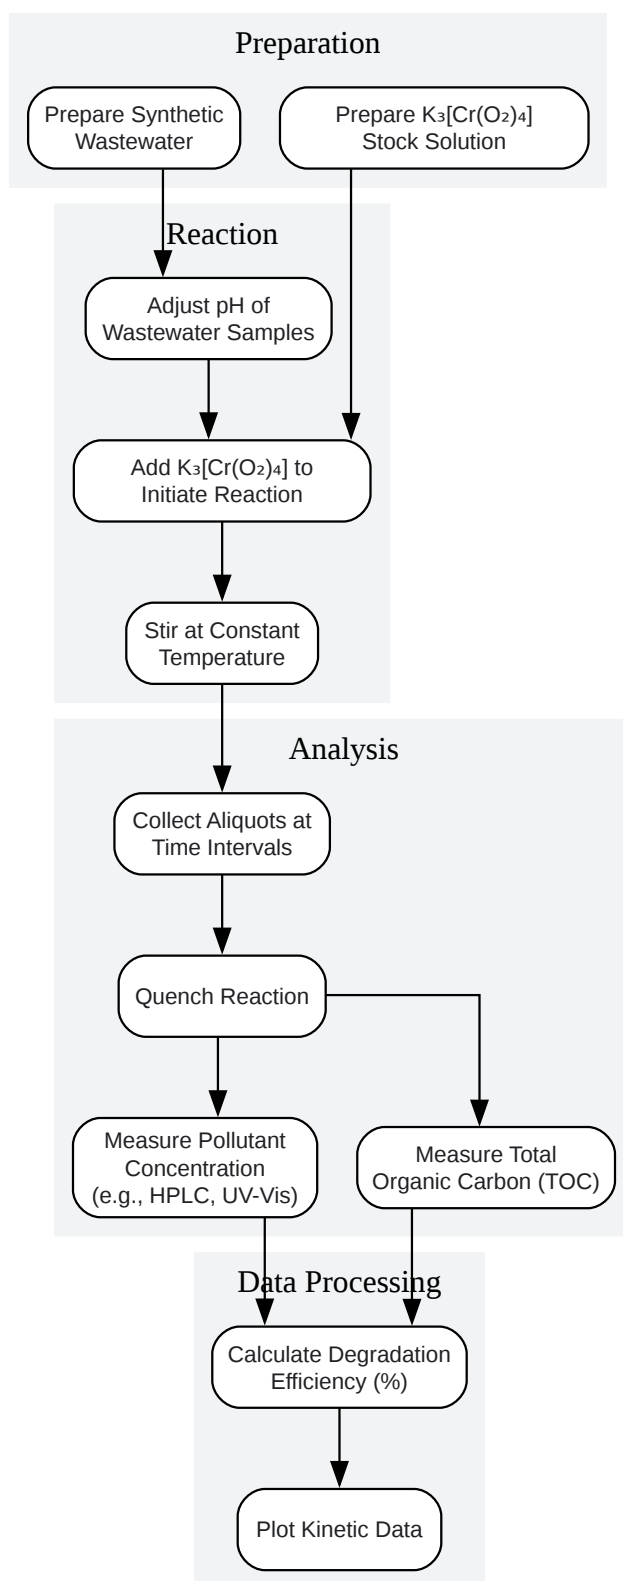 Preparation
Prepare Synthetic
Wastewater
Prepare K₃[Cr(O₂)₄]
Stock Solution
Reaction
Adjust pH of
Wastewater Samples
Add K₃[Cr(O₂)₄] to
Initiate Reaction
Stir at Constant
Temperature
Analysis
Collect Aliquots at
Time Intervals
Quench Reaction
Measure Pollutant
Concentration
(e.g., HPLC, UV-Vis)
Measure Total
Organic Carbon (TOC)
Data Processing
Calculate Degradation
Efficiency (%)
Plot Kinetic Data